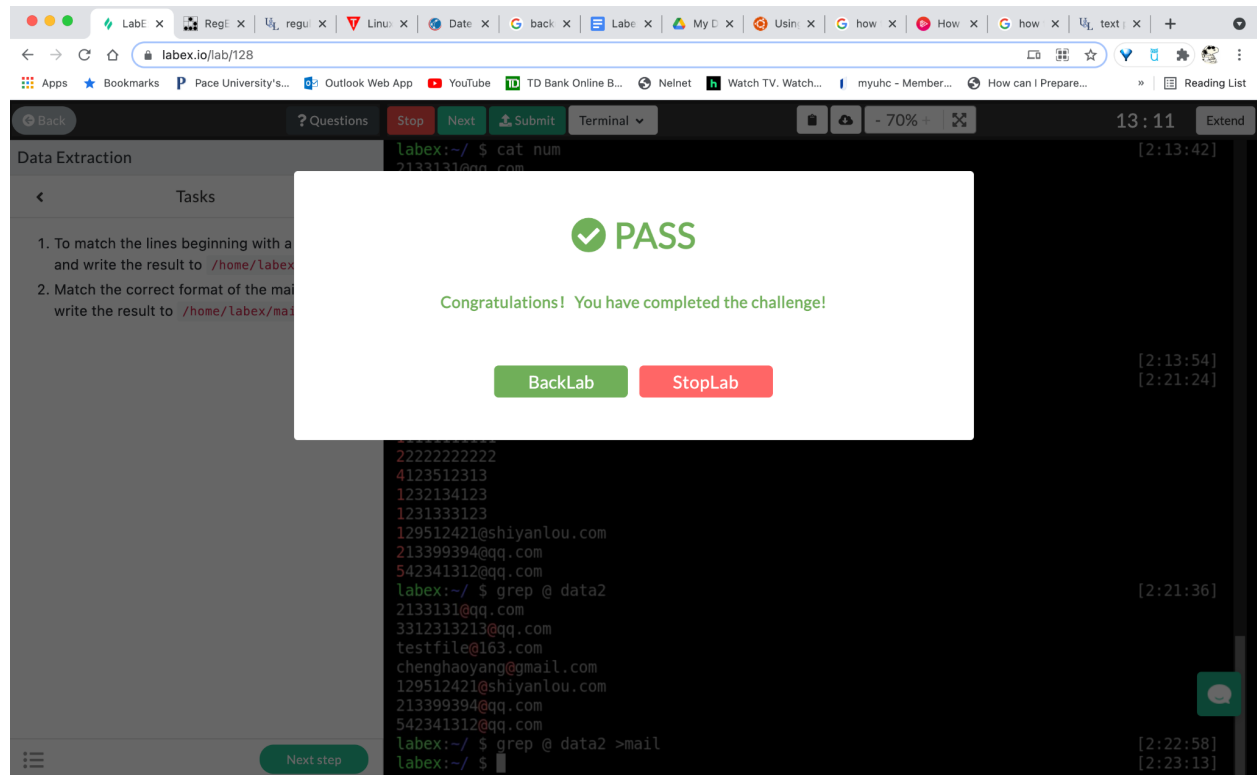 LabE
RegE
regul
Linux
Date
back
Labe
My D
Using
how
How
how
text
labex.io/lab/128
Apps
Bookmarks
Pace University's...
Outlook Web App
YouTube
TD Bank Online B...
Nelnet
Watch TV. Watch...
myuhc - Member...
How can I Prepare...
»
Reading List
Back
? Questions
Stop
Next
Submit
Terminal
- 70% +
13 : 11
Extend
Data Extraction
Tasks
1. To match the lines beginning with a
and write the result to /home/labex
2. Match the correct format of the mai
write the result to /home/labex/mai
Next step
labex:~/ $ cat num [2:13:42]
2133131@qq.com
PASS
Congratulations! You have completed the challenge!
BackLab
StopLab
[2:13:54]
[2:21:24]
22222222222
4123512313
1232134123
1231333123
129512421@shiyanlou.com
213399394@qq.com
542341312@qq.com
labex:~/ $ grep @ data2 [2:21:36]
2133131@qq.com
3312313213@qq.com
testfile@163.com
chenghaoyang@gmail.com
129512421@shiyanlou.com
213399394@qq.com
542341312@qq.com
labex:~/ $ grep @ data2 >mail [2:22:58]
labex:~/ $ [2:23:13]